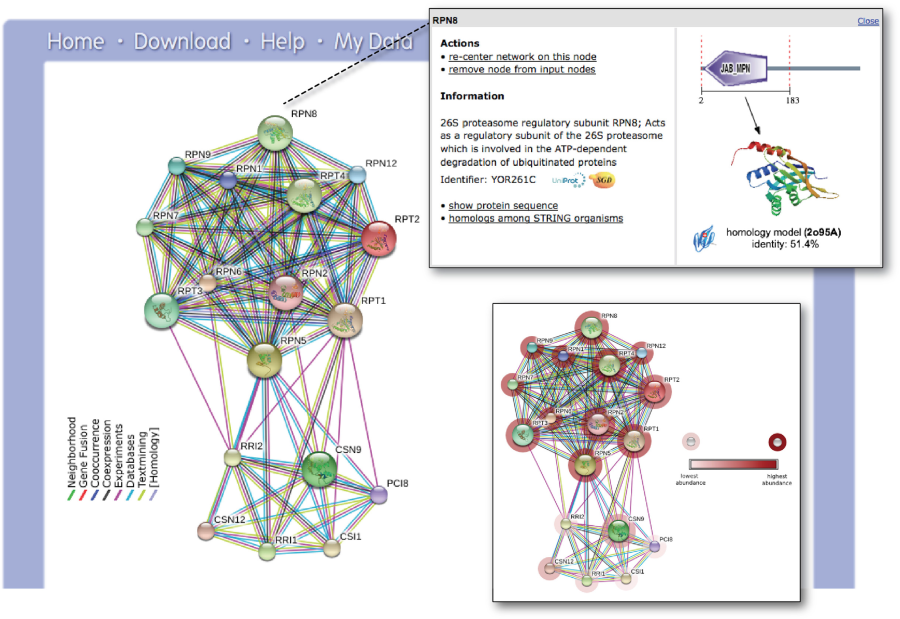 Home · Download · Help · My Data
RPN8
Close
Actions
• re-center network on this node
• remove node from input nodes
Information
26S proteasome regulatory subunit RPN8; Acts
as a regulatory subunit of the 26S proteasome
which is involved in the ATP-dependent
degradation of ubiquitinated proteins
Identifier: YOR261C UniProt SGD
• show protein sequence
• homologs among STRING organisms
JAB_MPN
2 183
homology model (2o95A)
identity: 51.4%
RPN8
RPN9
RPN1
RPT4
RPN12
RPN7
RPT2
RPN6
RPN2
RPT3
RPT1
RPN5
RRI2
CSN9
PCI8
CSN12
RRI1
CSI1
Neighborhood
Gene Fusion
Cooccurrence
Coexpression
Experiments
Databases
Textmining
[Homology]
RPN8
RPN9
RPN1
RPT4
RPN12
RPN7
RPT2
RPN6
RPN2
RPT3
RPT1
RPN5
RRI2
CSN9
PCI8
CSN12
RRI1
CSI1
lowest
abundance
highest
abundance